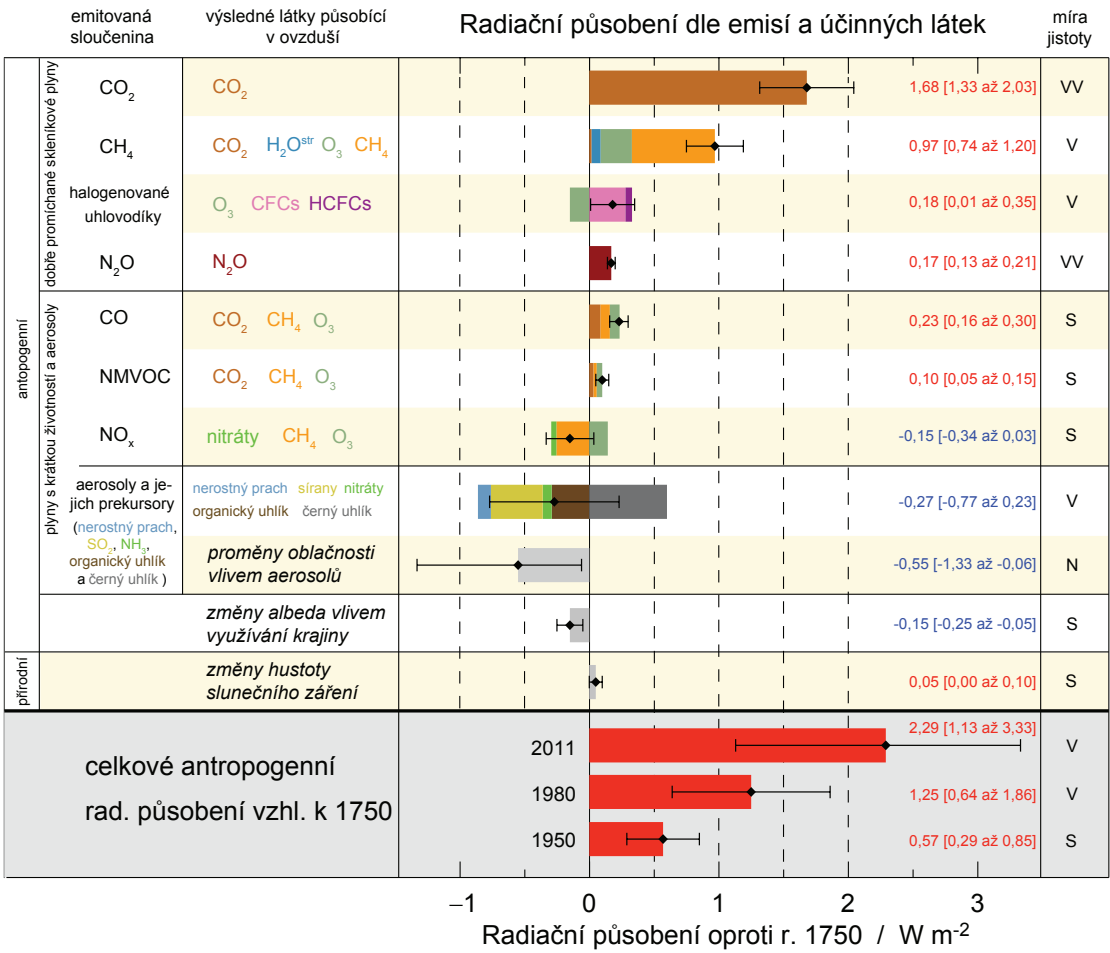 emitovaná
sloučenina
výsledné látky působící
v ovzduší
Radiační působení dle emisí a účinných látek
míra
jistoty
antopogenní
dobře promíchané skleníkové plyny
CO2
CO2
1,68 [1,33 až 2,03]
VV
CH4
CO2 H2Ostr O3 CH4
0,97 [0,74 až 1,20]
V
halogenované
uhlovodíky
O3 CFCs HCFCs
0,18 [0,01 až 0,35]
V
N2O
N2O
0,17 [0,13 až 0,21]
VV
plyny s krátkou životností a aerosoly
CO
CO2 CH4 O3
0,23 [0,16 až 0,30]
S
NMVOC
CO2 CH4 O3
0,10 [0,05 až 0,15]
S
NOx
nitráty CH4 O3
-0,15 [-0,34 až 0,03]
S
aerosoly a je-
jich prekursory
(nerostný prach,
SO2, NH3,
organický uhlík
a černý uhlík )
nerostný prach sírany nitráty
organický uhlík černý uhlík
-0,27 [-0,77 až 0,23]
V
proměny oblačnosti
vlivem aerosolů
-0,55 [-1,33 až -0,06]
N
změny albeda vlivem
využívání krajiny
-0,15 [-0,25 až -0,05]
S
přírodní
změny hustoty
slunečního záření
0,05 [0,00 až 0,10]
S
celkové antropogenní
rad. působení vzhl. k 1750
2011
2,29 [1,13 až 3,33]
V
1980
1,25 [0,64 až 1,86]
V
1950
0,57 [0,29 až 0,85]
S
−1 0 1 2 3
Radiační působení oproti r. 1750 / W m-2